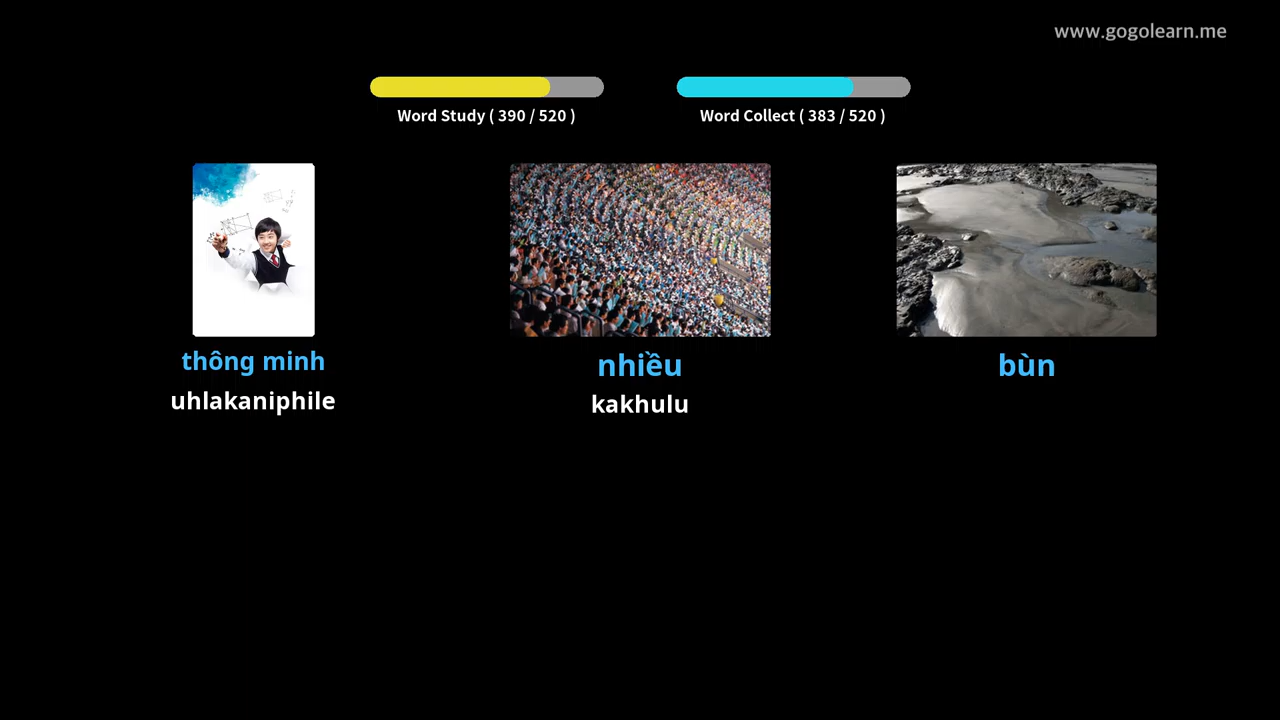 www.gogolearn.me
Word Study ( 390 / 520 )
Word Collect ( 383 / 520 )
thông minh
uhlakaniphile
nhiều
kakhulu
bùn